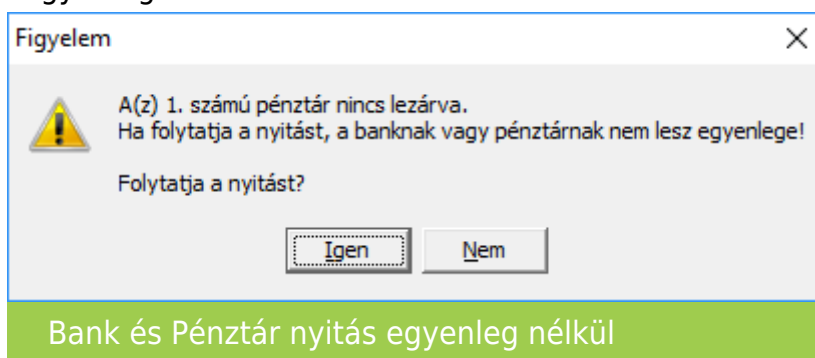 Figyelem
A(z) 1. számú pénztár nincs lezárva.
Ha folytatja a nyitást, a banknak vagy pénztárnak nem lesz egyenlege!
Folytatja a nyitást?
Igen
Nem
Bank és Pénztár nyitás egyenleg nélkül